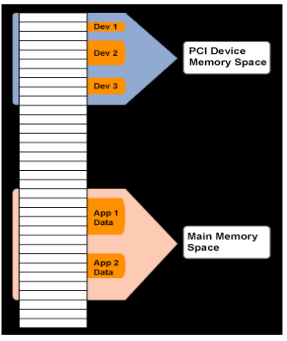 Dev 1
Dev 2
Dev 3
PCI Device
Memory Space
App 1
Data
App 2
Data
Main Memory
Space